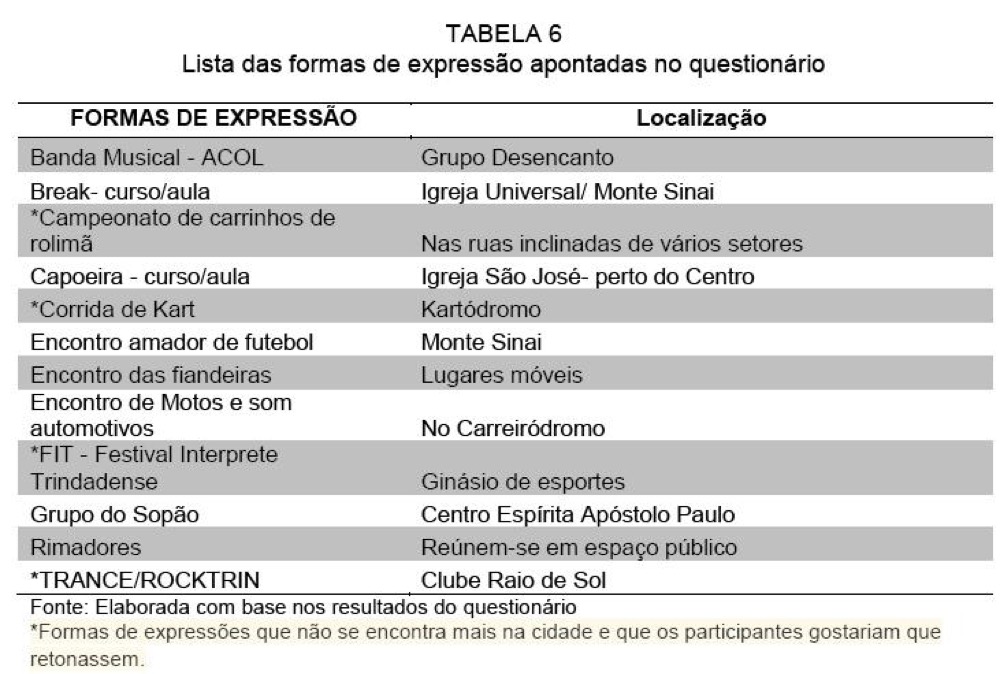 TABELA 6
Lista das formas de expressão apontadas no questionário
FORMAS DE EXPRESSÃO Localização
Banda Musical - ACOL Grupo Desencanto
Break- curso/aula Igreja Universal/ Monte Sinai
*Campeonato de carrinhos de
rolimã Nas ruas inclinadas de vários setores
Capoeira - curso/aula Igreja São José- perto do Centro
*Corrida de Kart Kartódromo
Encontro amador de futebol Monte Sinai
Encontro das fiandeiras Lugares móveis
Encontro de Motos e som
automotivos No Carreiródromo
*FIT - Festival Interprete
Trindadense Ginásio de esportes
Grupo do Sopão Centro Espírita Apóstolo Paulo
Rimadores Reúnem-se em espaço público
*TRANCE/ROCKTRIN Clube Raio de Sol
Fonte: Elaborada com base nos resultados do questionário
*Formas de expressões que não se encontra mais na cidade e que os participantes gostariam que
retonassem.